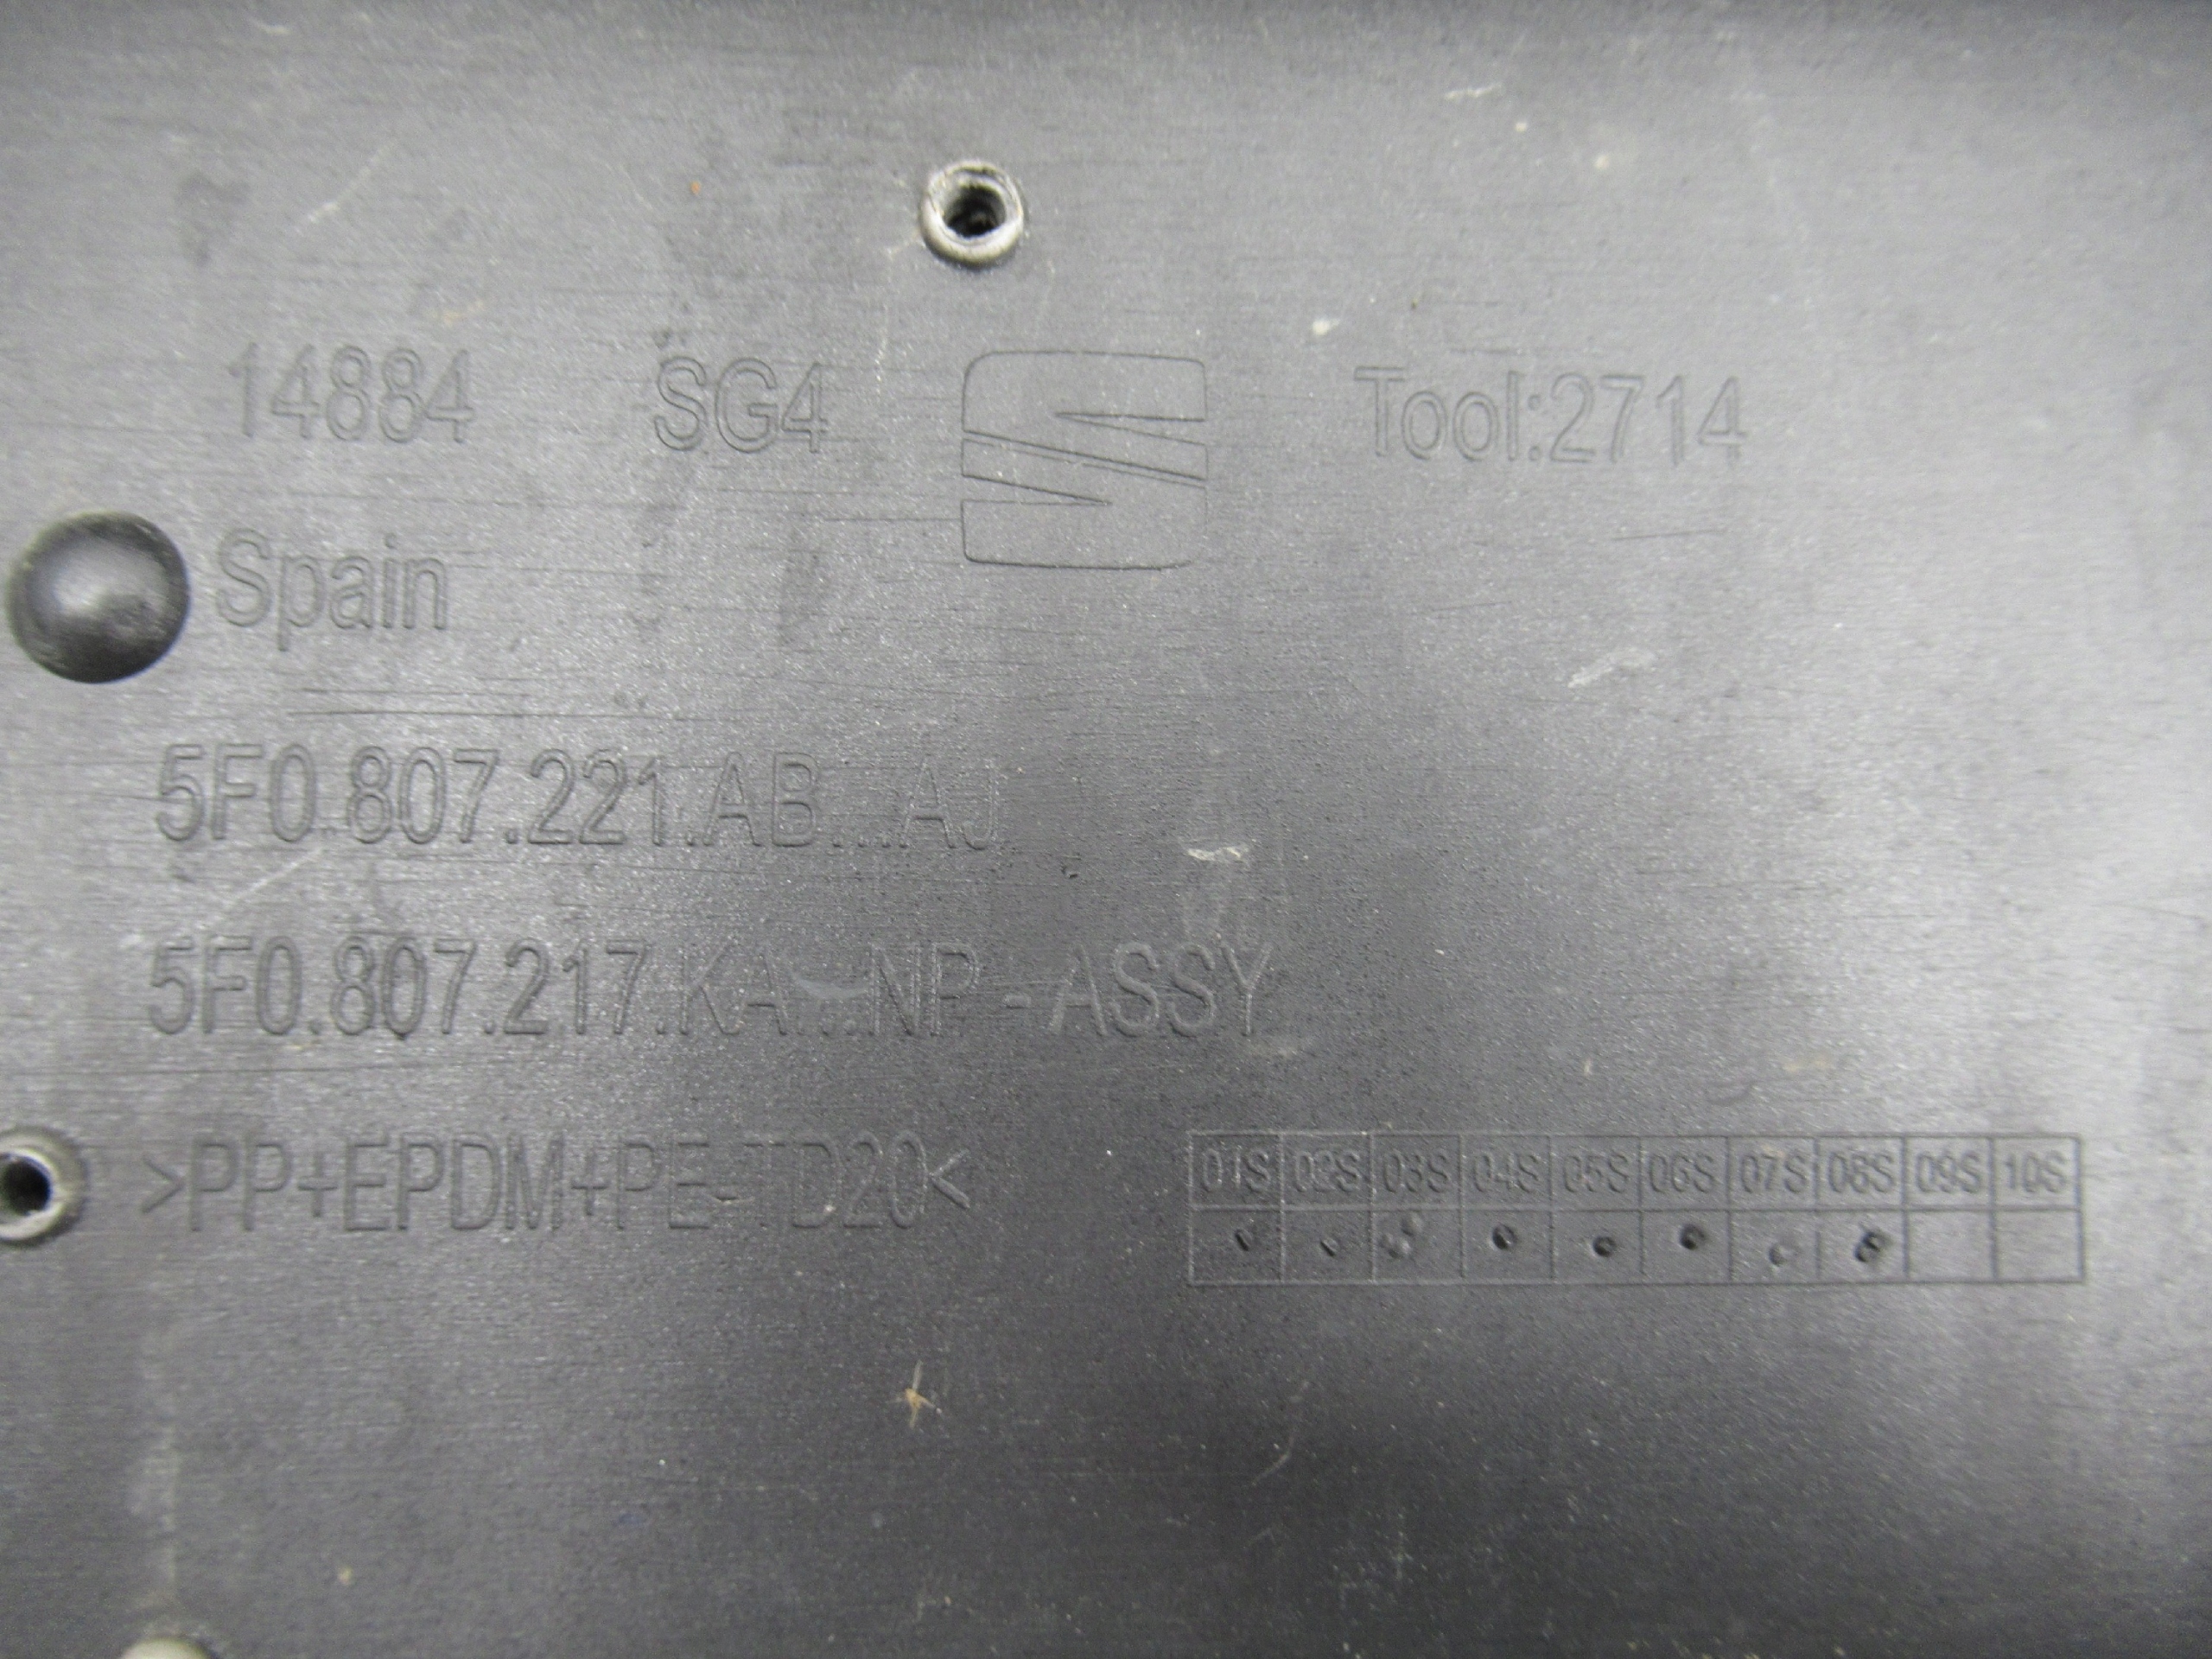 14884 SG4 Tool:2714
Spain
5F0.807.221.AB...AJ
5F0.807.217.KA...NP - ASSY
>PP+EPDM+PE-TD20<
01S 02S 03S 04S 05S 06S 07S 08S 09S 10S